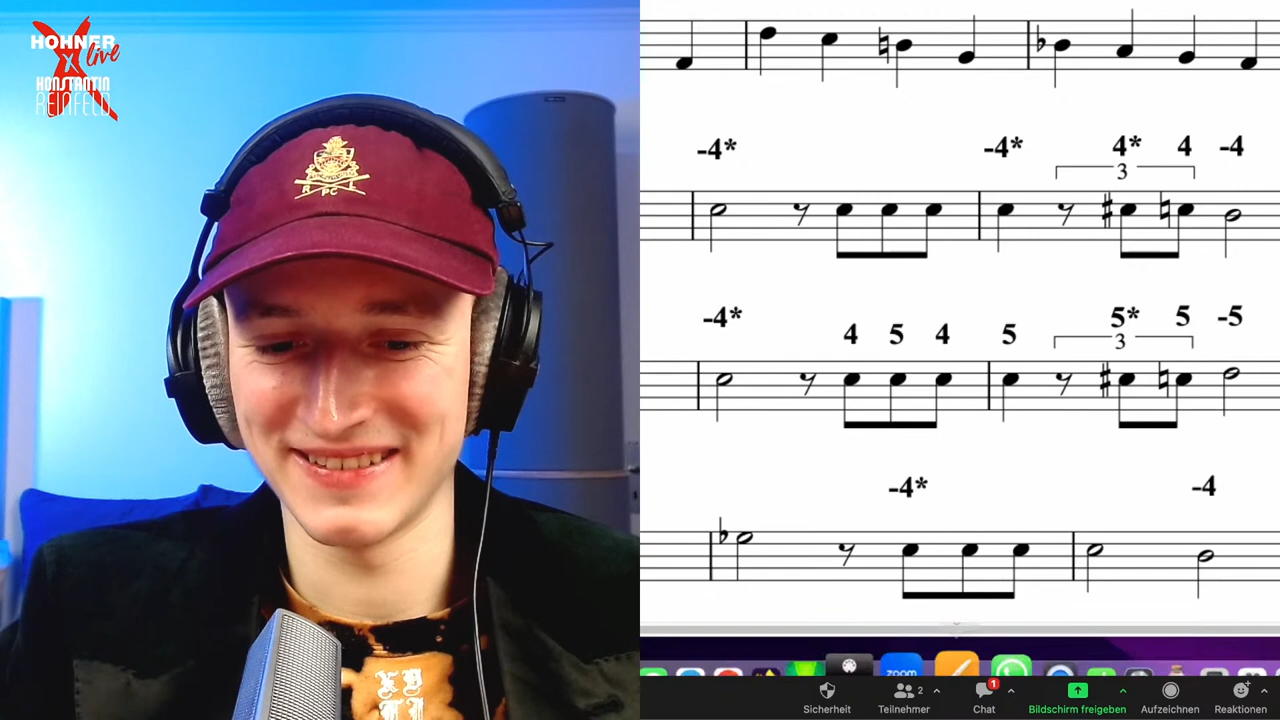 HOHNER
live
X
KONSTANTIN
REINFELD
R PC L
-4* -4* 4* 4 -4
3
-4* 4 5 4 5 5* 5 -5
3
-4* -4
zoom
2 1
Sicherheit Teilnehmer Chat Bildschirm freigeben Aufzeichnen Reaktionen